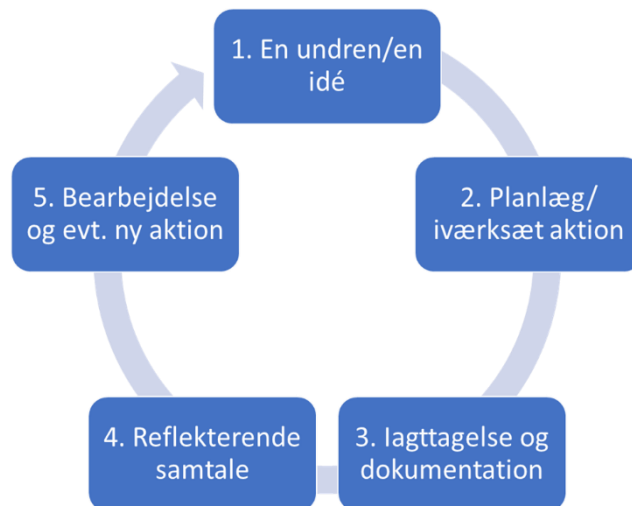 1. En undren/en
idé
2. Planlæg/
iværksæt aktion
3. Iagttagelse og
dokumentation
4. Reflekterende
samtale
5. Bearbejdelse
og evt. ny aktion